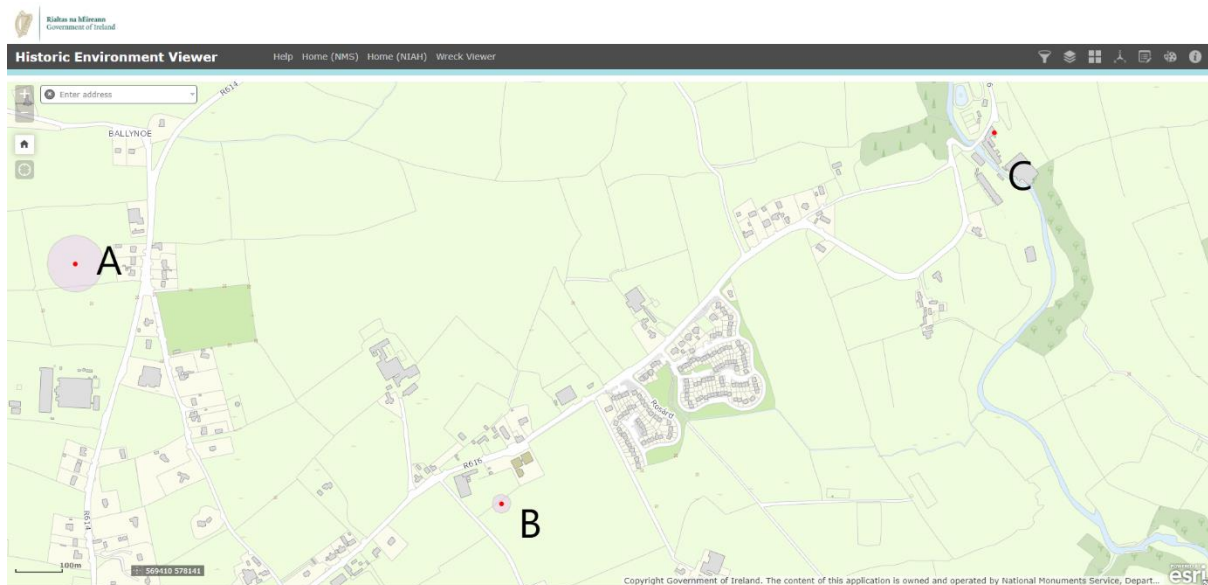 Rialtas na hÉireann
Government of Ireland
Historic Environment Viewer
Help Home (NMS) Home (NIAH) Wreck Viewer
Enter address
R614
BALLYNOE
C
A
Rosard
R616
B
R614
100m
569410 578141
Copyright Government of Ireland. The content of this application is owned and operated by National Monuments Service, Depart...
esri